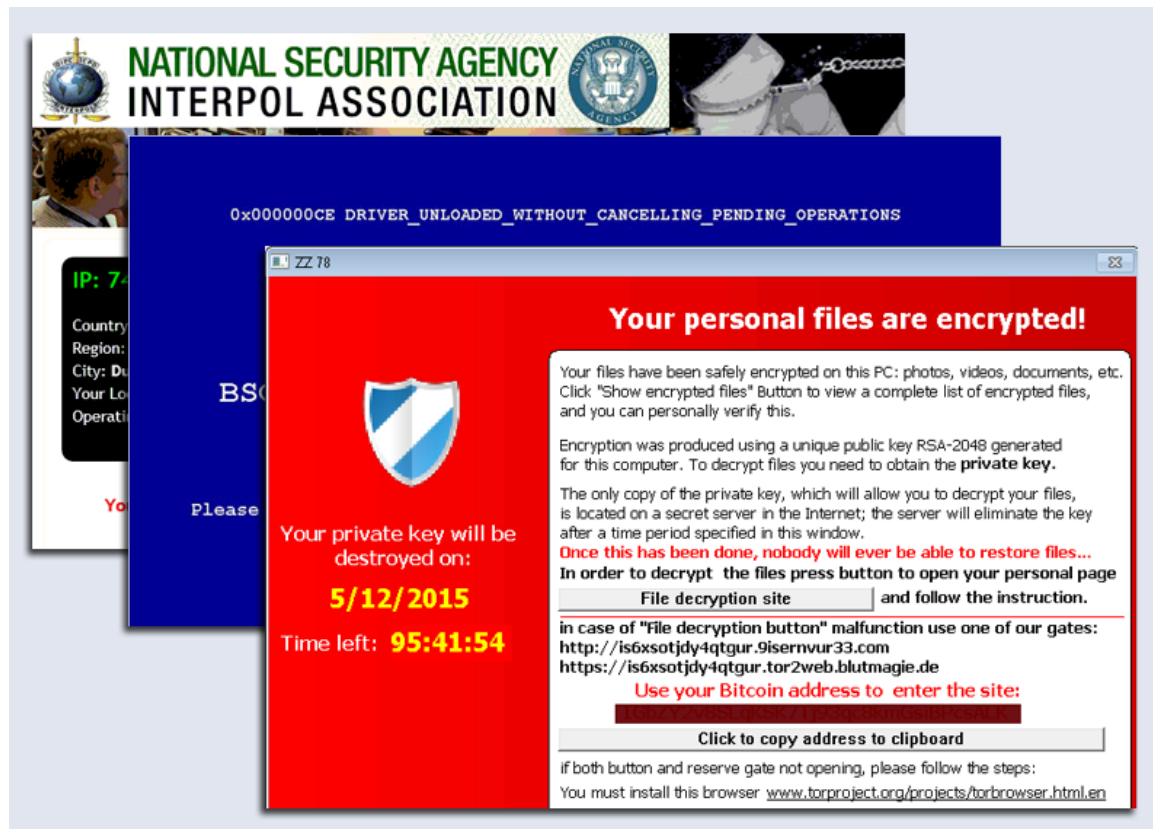 NATIONAL SECURITY AGENCY
INTERPOL ASSOCIATION
INTERPOL
NATIONAL SECURITY
AGENCY
0x000000CE DRIVER_UNLOADED_WITHOUT_CANCELLING_PENDING_OPERATIONS
IP: 74
Country
Region:
City: Du
Your Lo
Operati
Yo
BSO
Please
ZZ 78
Your personal files are encrypted!
Your files have been safely encrypted on this PC: photos, videos, documents, etc.
Click "Show encrypted files" Button to view a complete list of encrypted files,
and you can personally verify this.
Encryption was produced using a unique public key RSA-2048 generated
for this computer. To decrypt files you need to obtain the private key.
The only copy of the private key, which will allow you to decrypt your files,
is located on a secret server in the Internet; the server will eliminate the key
after a time period specified in this window.
Once this has been done, nobody will ever be able to restore files...
In order to decrypt the files press button to open your personal page
File decryption site and follow the instruction.
in case of "File decryption button" malfunction use one of our gates:
http://is6xsotjdy4qtgur.9isernvur33.com
https://is6xsotjdy4qtgur.tor2web.blutmagie.de
Use your Bitcoin address to enter the site:
Click to copy address to clipboard
if both button and reserve gate not opening, please follow the steps:
You must install this browser www.torproject.org/projects/torbrowser.html.en
Your private key will be
destroyed on:
5/12/2015
Time left: 95:41:54